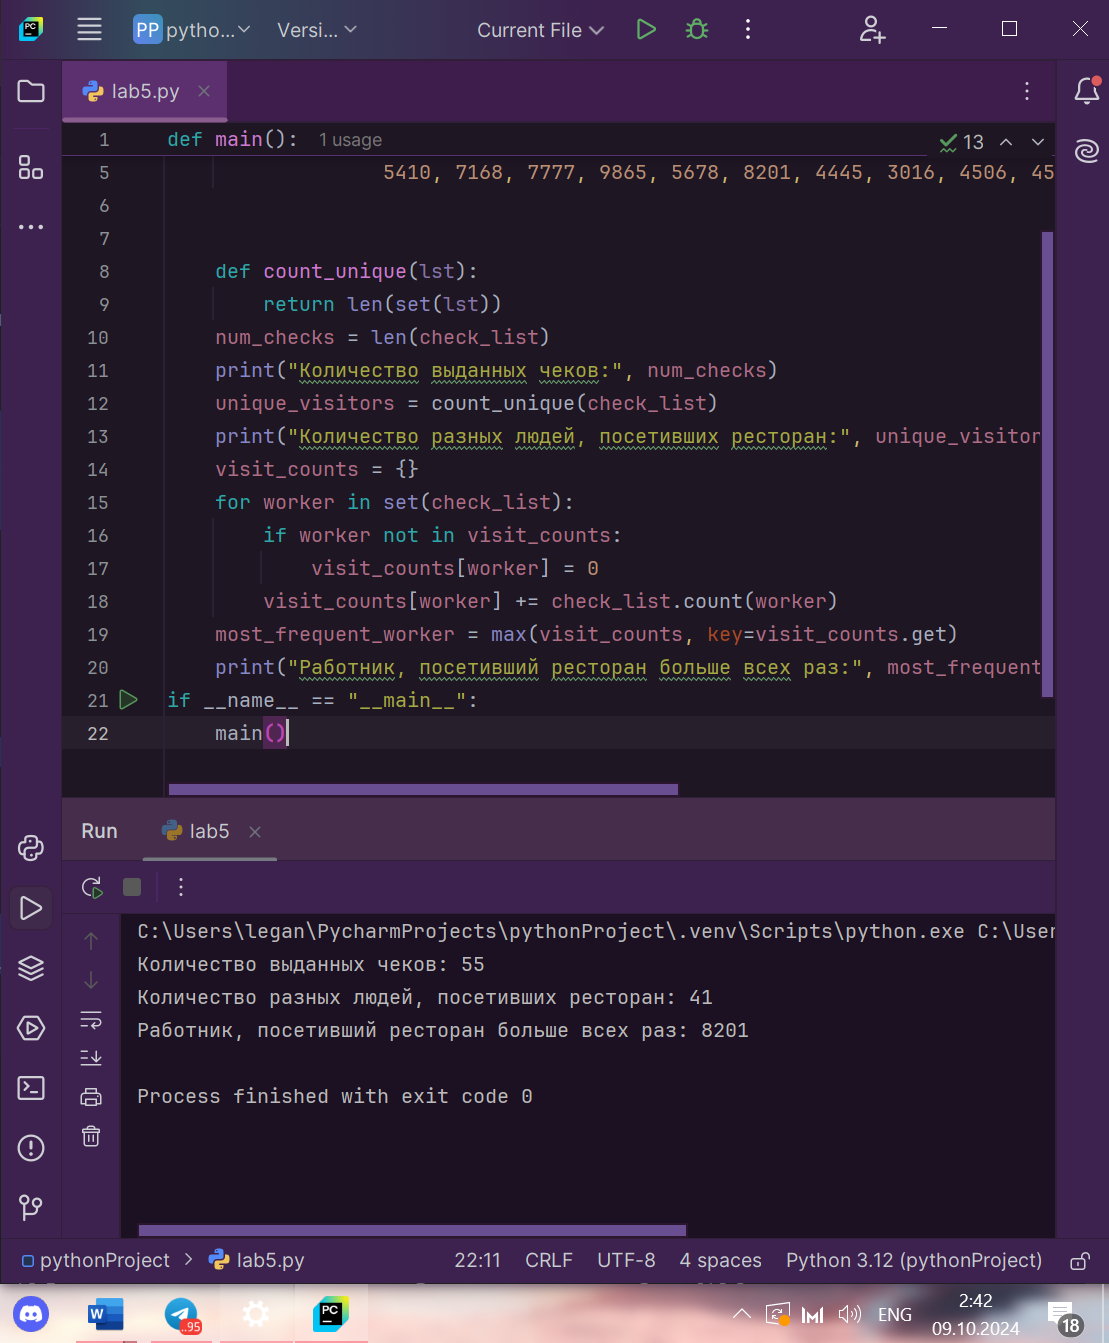 PP pytho... Versi... Current File
lab5.py
1 def main(): 1 usage 13
5 5410, 7168, 7777, 9865, 5678, 8201, 4445, 3016, 4506, 45
6
7
8 def count_unique(lst):
9 return len(set(lst))
10 num_checks = len(check_list)
11 print("Количество выданных чеков:", num_checks)
12 unique_visitors = count_unique(check_list)
13 print("Количество разных людей, посетивших ресторан:", unique_visitor
14 visit_counts = {}
15 for worker in set(check_list):
16 if worker not in visit_counts:
17 visit_counts[worker] = 0
18 visit_counts[worker] += check_list.count(worker)
19 most_frequent_worker = max(visit_counts, key=visit_counts.get)
20 print("Работник, посетивший ресторан больше всех раз:", most_frequent
21 if __name__ == "__main__":
22 main()
Run lab5
C:\Users\legan\PycharmProjects\pythonProject\.venv\Scripts\python.exe C:\User
Количество выданных чеков: 55
Количество разных людей, посетивших ресторан: 41
Работник, посетивший ресторан больше всех раз: 8201
Process finished with exit code 0
pythonProject > lab5.py 22:11 CRLF UTF-8 4 spaces Python 3.12 (pythonProject)
W ..95 PC ENG 2:42
09.10.2024 18